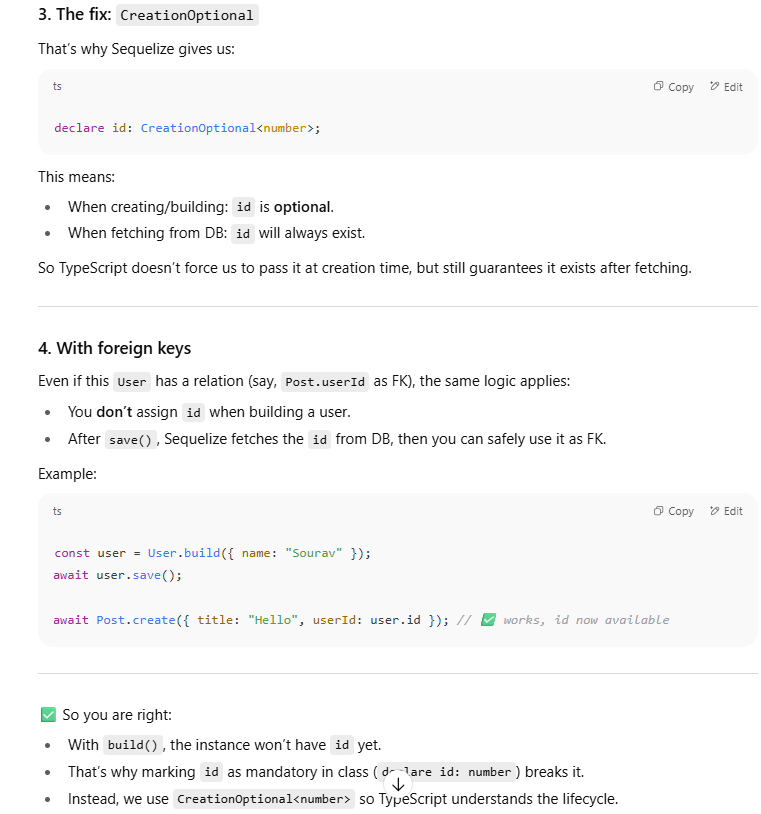 3. The fix: CreationOptional
That's why Sequelize gives us:
ts
Copy
Edit
declare id: CreationOptional<number>;
This means:
• When creating/building: id is optional.
• When fetching from DB: id will always exist.
So TypeScript doesn't force us to pass it at creation time, but still guarantees it exists after fetching.
4. With foreign keys
Even if this User has a relation (say, Post.userId as FK), the same logic applies:
• You don't assign id when building a user.
• After save(), Sequelize fetches the id from DB, then you can safely use it as FK.
Example:
ts
Copy
Edit
const user = User.build({ name: "Sourav" });
await user.save();
await Post.create({ title: "Hello", userId: user.id }); // ✅ works, id now available
✅ So you are right:
• With build(), the instance won't have id yet.
• That's why marking id as mandatory in class (declare id: number) breaks it.
• Instead, we use CreationOptional<number> so TypeScript understands the lifecycle.